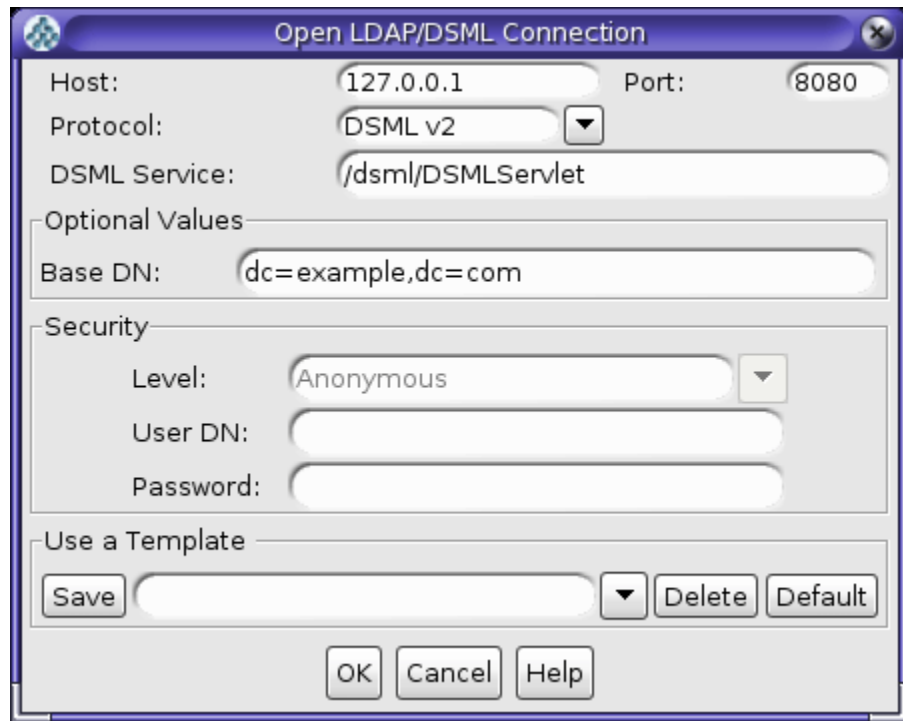 Open LDAP/DSML Connection
Host: 127.0.0.1 Port: 8080
Protocol: DSML v2
DSML Service: /dsml/DSMLServlet
Optional Values
Base DN: dc=example,dc=com
Security
Level: Anonymous
User DN:
Password:
Use a Template
Save Delete Default
OK Cancel Help